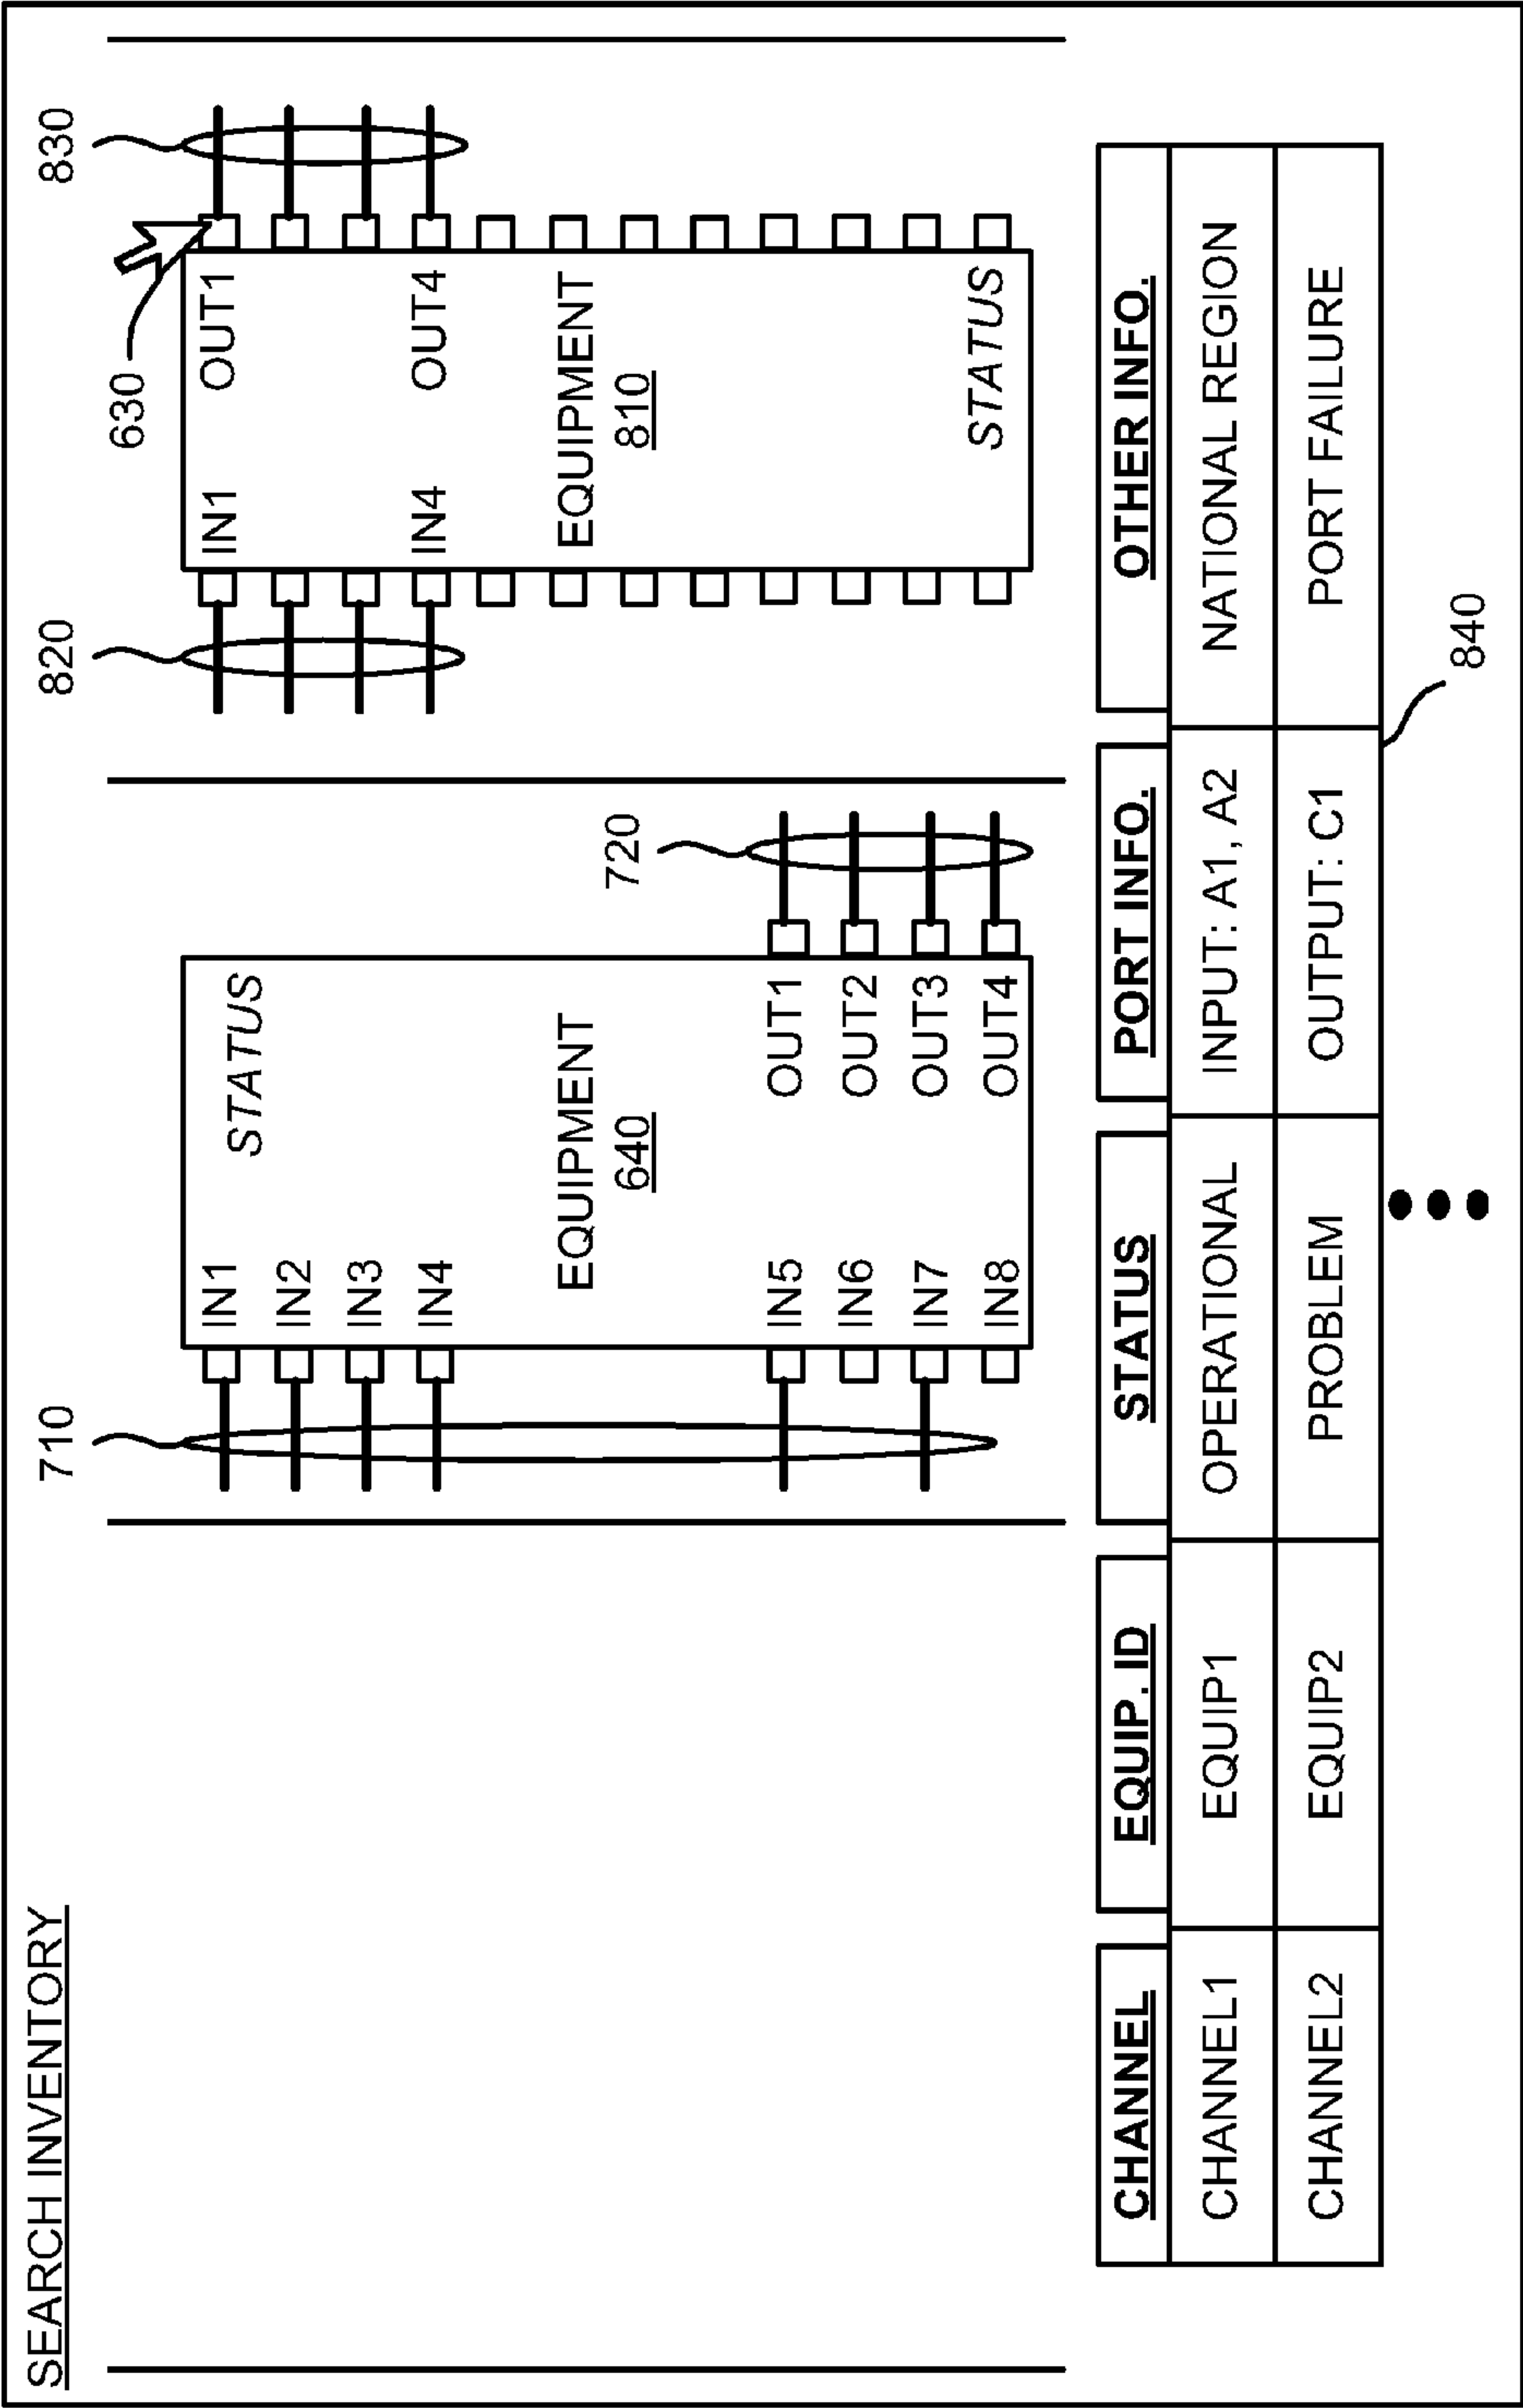 SEARCH INVENTORY
710
820
830
630
IN1
STATUS
IN2
IN3
IN4
EQUIPMENT
640
IN5
OUT1
IN6
OUT2
IN7
OUT3
IN8
OUT4
720
IN1
OUT1
IN4
OUT4
EQUIPMENT
810
STATUS
CHANNEL
EQUIP. ID
STATUS
PORT INFO.
OTHER INFO.
CHANNEL1
EQUIP1
OPERATIONAL
INPUT: A1, A2
NATIONAL REGION
CHANNEL2
EQUIP2
PROBLEM
OUTPUT: C1
PORT FAILURE
840